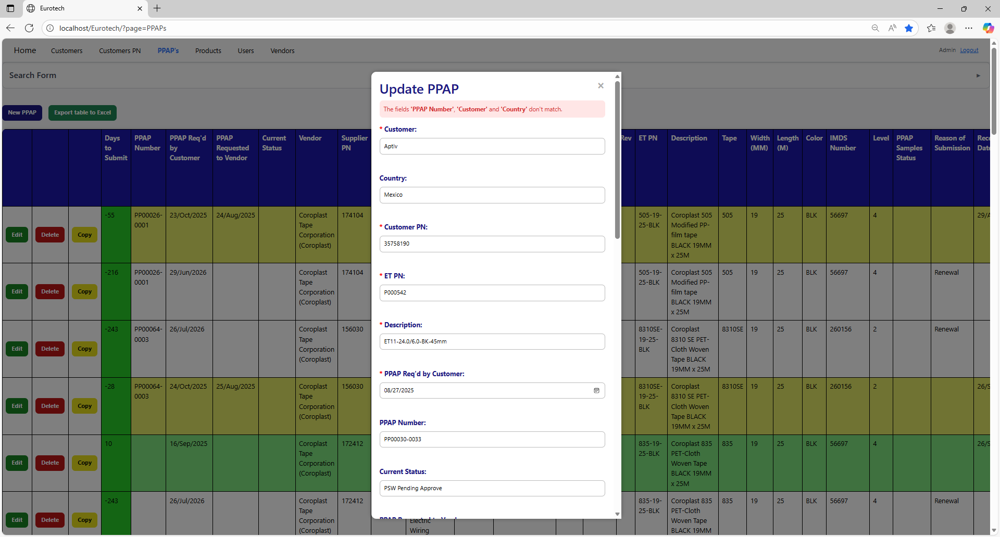 Eurotech
localhost/Eurotech/?page=PPAPs
Home Customers Customers PN PPAP's Products Users Vendors Admin Logout
Search Form
New PPAP Export table to Excel
Update PPAP
The fields 'PPAP Number', 'Customer' and 'Country' don't match.
* Customer:
Aptiv
Country:
Mexico
* Customer PN:
35758190
* ET PN:
P000542
* Description:
ET11-24.0/6.0-BK-45mm
* PPAP Req'd by Customer:
08/27/2025
PPAP Number:
PP00030-0033
Current Status:
PSW Pending Approve
Days PPAP PPAP Req'd PPAP Current Vendor Supplier Rev ET PN Description Tape Width Length Color IMDS Level PPAP Reason of
to Number by Requested Status PN (MM) (M) Number Samples Submission
Submit Customer to Vendor Status
-55 PP00026- 23/Oct/2025 24/Aug/2025 Coroplast 174104 505-19- Coroplast 505 505 19 25 BLK 56697 4
0001 Tape 25-BLK Modified PP-
Edit Delete Copy Corporation film tape
(Coroplast) BLACK 19MM
x 25M
-216 PP00026- 29/Jun/2026 Coroplast 174104 505-19- Coroplast 505 505 19 25 BLK 56697 4 Renewal
0001 Tape 25-BLK Modified PP-
Edit Delete Copy Corporation film tape
(Coroplast) BLACK 19MM
x 25M
-243 PP00064- 26/Jul/2026 Coroplast 156030 8310SE- Coroplast 8310SE 19 25 BLK 260156 2 Renewal
0003 Tape 19-25- 8310 SE PET-
Edit Delete Copy Corporation BLK Cloth Woven
(Coroplast) Tape BLACK
19MM x 25M
-28 PP00064- 24/Oct/2025 25/Aug/2025 Coroplast 156030 8310SE- Coroplast 8310SE 19 25 BLK 260156 2
0003 Tape 19-25- 8310 SE PET-
Edit Delete Copy Corporation BLK Cloth Woven
(Coroplast) Tape BLACK
19MM x 25M
10 16/Sep/2025 Coroplast 172412 835-19- Coroplast 835 835 19 25 BLK 56697 4
Tape 25-BLK PET-Cloth
Edit Delete Copy Corporation Woven Tape
(Coroplast) BLACK 19MM
x 25M
-243 26/Jul/2026 Coroplast 172412 835-19- Coroplast 835 835 19 25 BLK 56697 4 Renewal
Tape 25-BLK PET-Cloth
Edit Delete Copy Corporation Electric Woven Tape
(Coroplast) Wiring BLACK 19MM